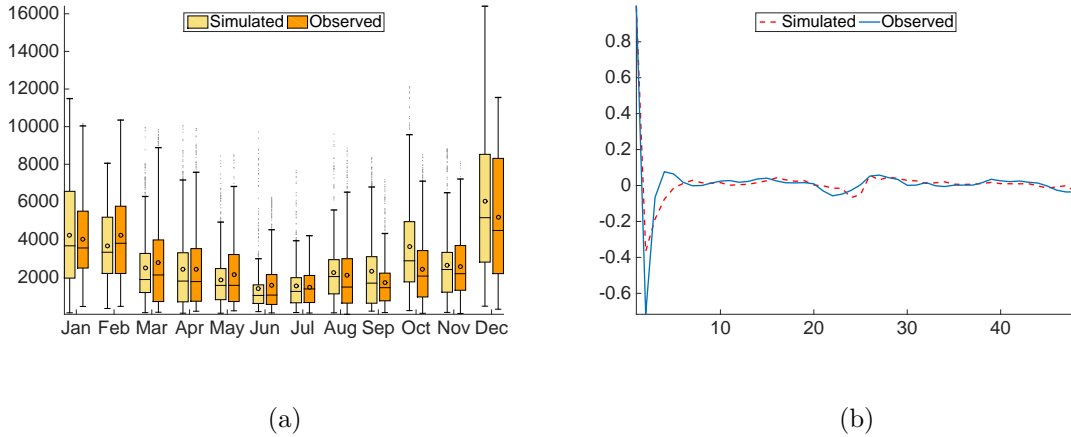 Simulated Observed
16000
14000
12000
10000
8000
6000
4000
2000
Jan Feb Mar Apr May Jun Jul Aug Sep Oct Nov Dec
(a)
Simulated Observed
0.8
0.6
0.4
0.2
0
-0.2
-0.4
-0.6
10 20 30 40
(b)